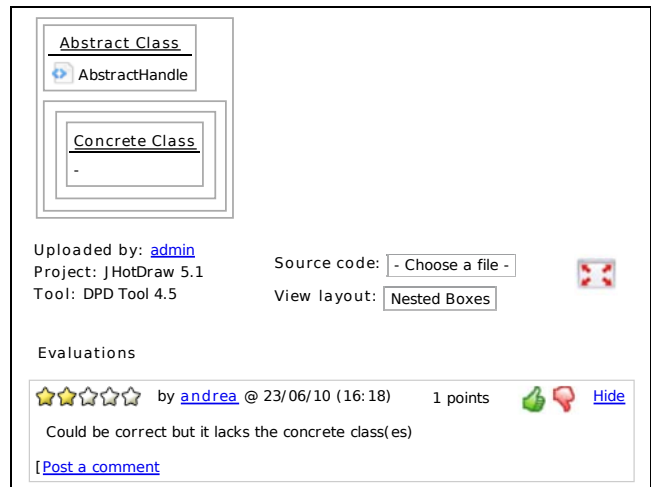 Abstract Class
AbstractHandle
Concrete Class
-
Uploaded by: admin
Project: JHotDraw 5.1
Tool: DPD Tool 4.5
Source code: - Choose a file -
View layout: Nested Boxes
Evaluations
by andrea @ 23/06/10 (16:18) 1 points Hide
Could be correct but it lacks the concrete class(es)
[Post a comment